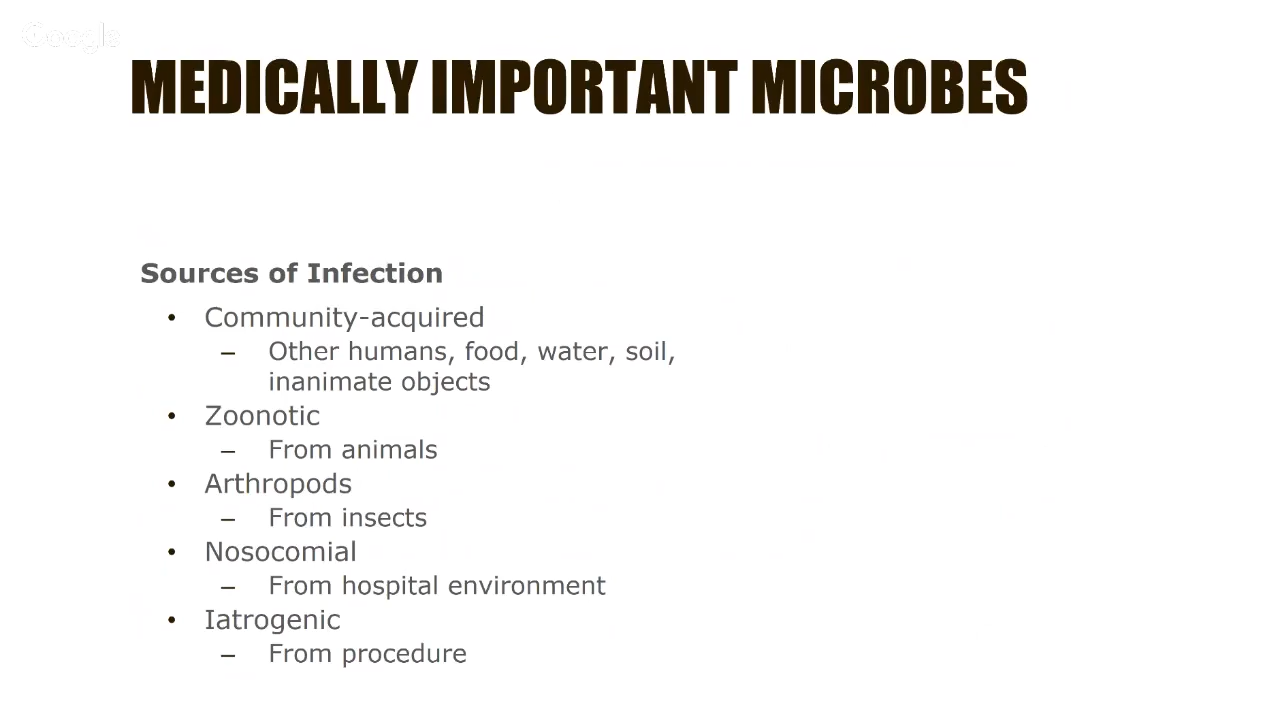 Google
MEDICALLY IMPORTANT MICROBES
Sources of Infection
• Community-acquired
– Other humans, food, water, soil,
inanimate objects
• Zoonotic
– From animals
• Arthropods
– From insects
• Nosocomial
– From hospital environment
• Iatrogenic
– From procedure